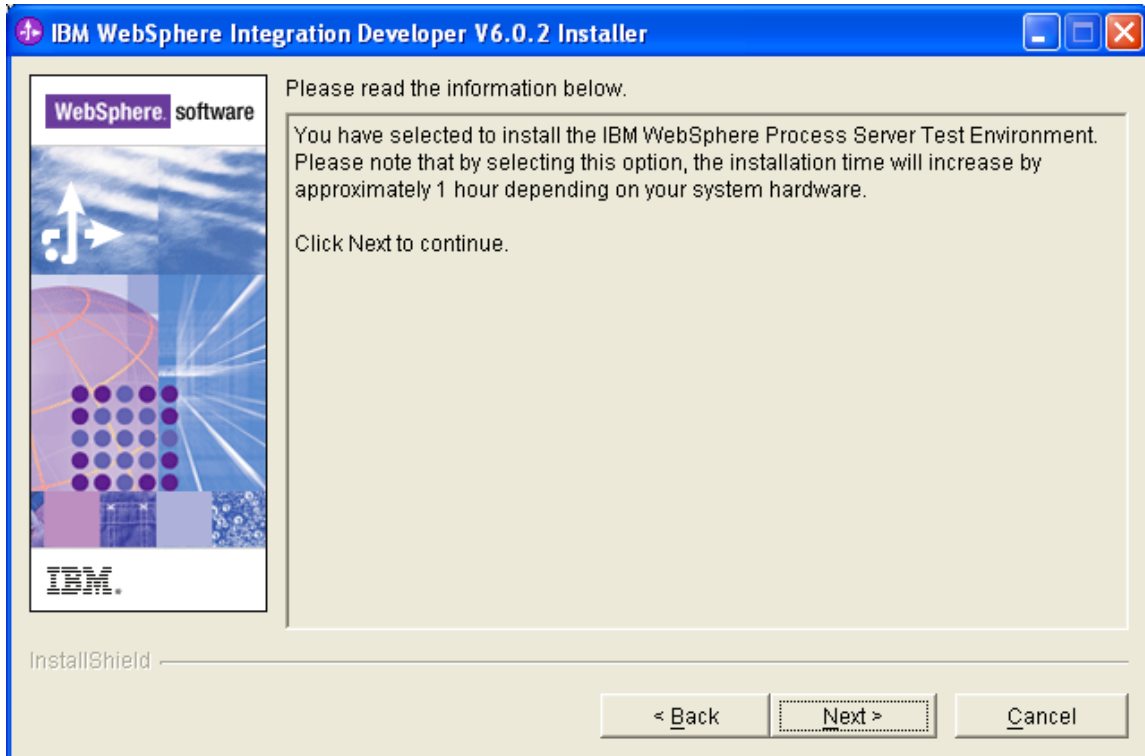 IBM WebSphere Integration Developer V6.0.2 Installer
WebSphere. software
Please read the information below.
You have selected to install the IBM WebSphere Process Server Test Environment.
Please note that by selecting this option, the installation time will increase by
approximately 1 hour depending on your system hardware.
Click Next to continue.
IBM.
InstallShield
< Back
Next >
Cancel